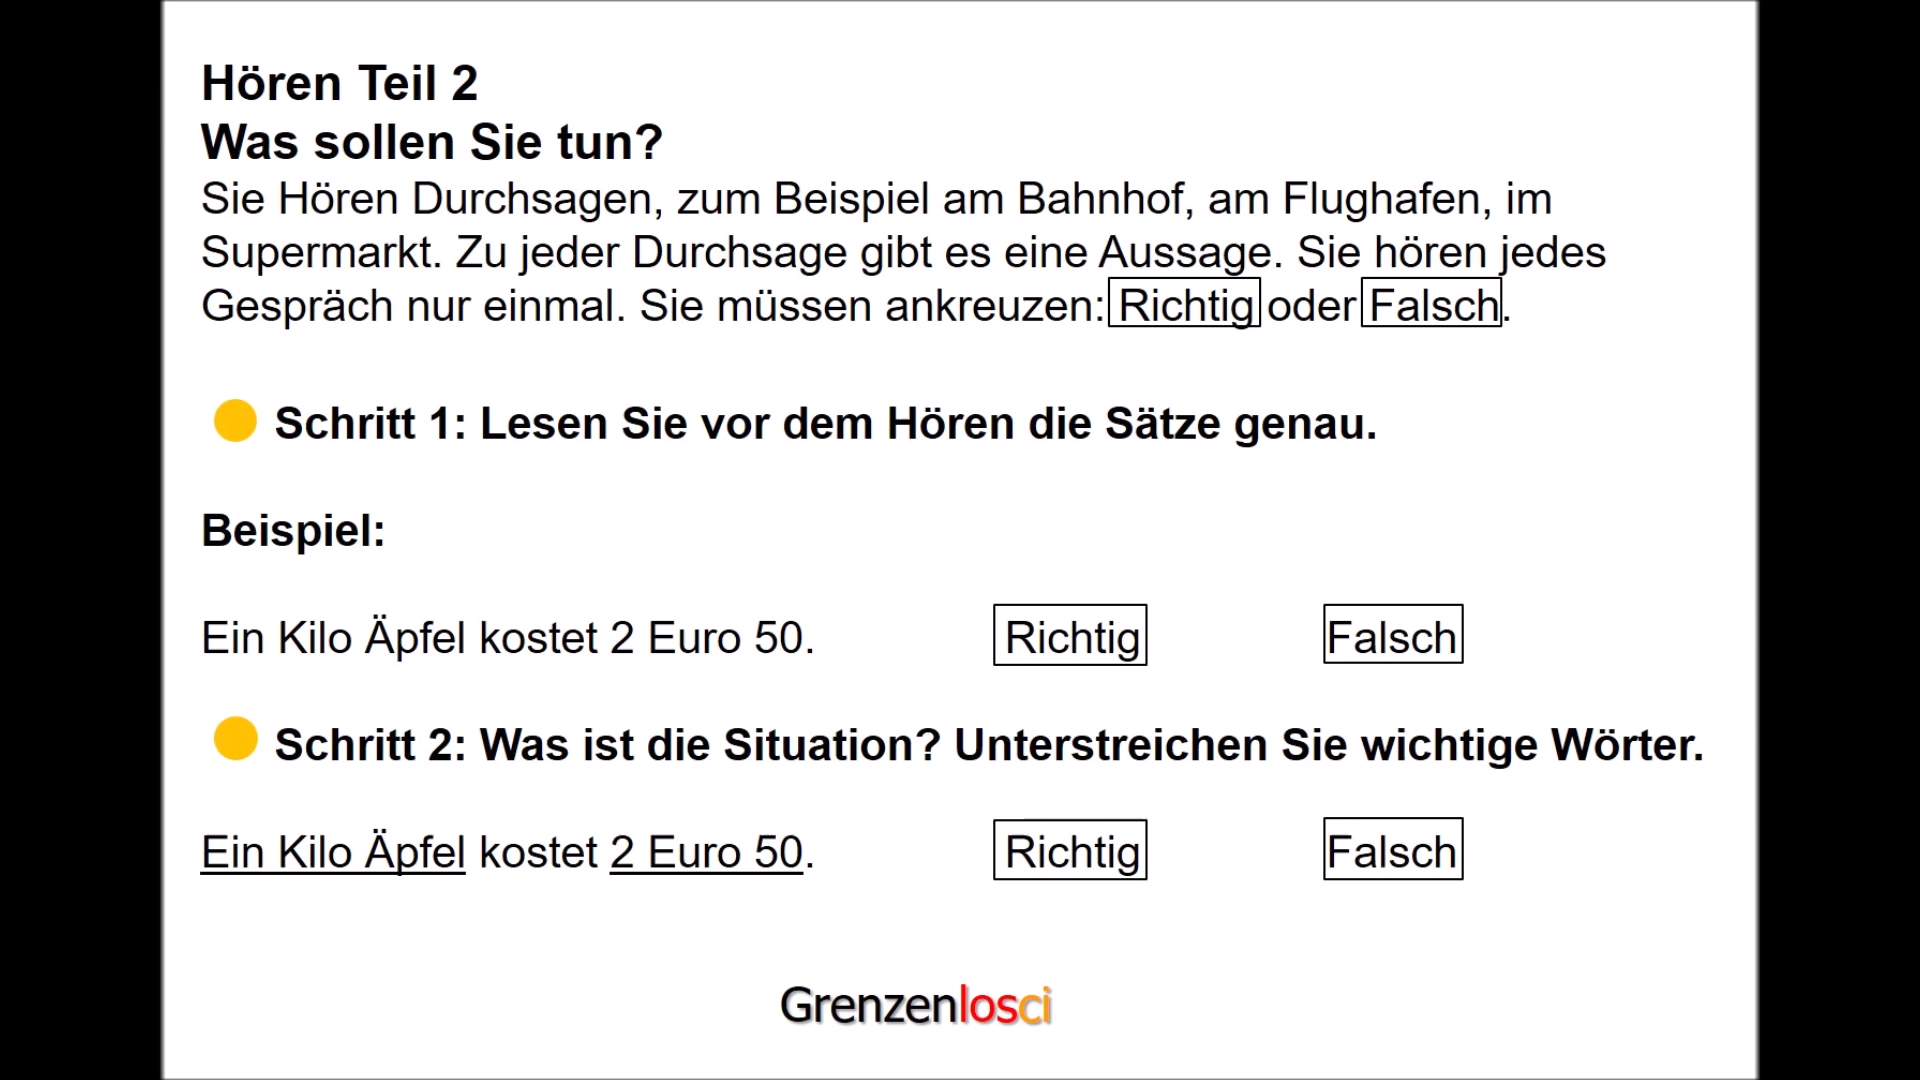 Hören Teil 2
Was sollen Sie tun?
Sie Hören Durchsagen, zum Beispiel am Bahnhof, am Flughafen, im
Supermarkt. Zu jeder Durchsage gibt es eine Aussage. Sie hören jedes
Gespräch nur einmal. Sie müssen ankreuzen: Richtig oder Falsch.
Schritt 1: Lesen Sie vor dem Hören die Sätze genau.
Beispiel:
Ein Kilo Äpfel kostet 2 Euro 50. Richtig Falsch
Schritt 2: Was ist die Situation? Unterstreichen Sie wichtige Wörter.
Ein Kilo Äpfel kostet 2 Euro 50. Richtig Falsch
Grenzenlosci